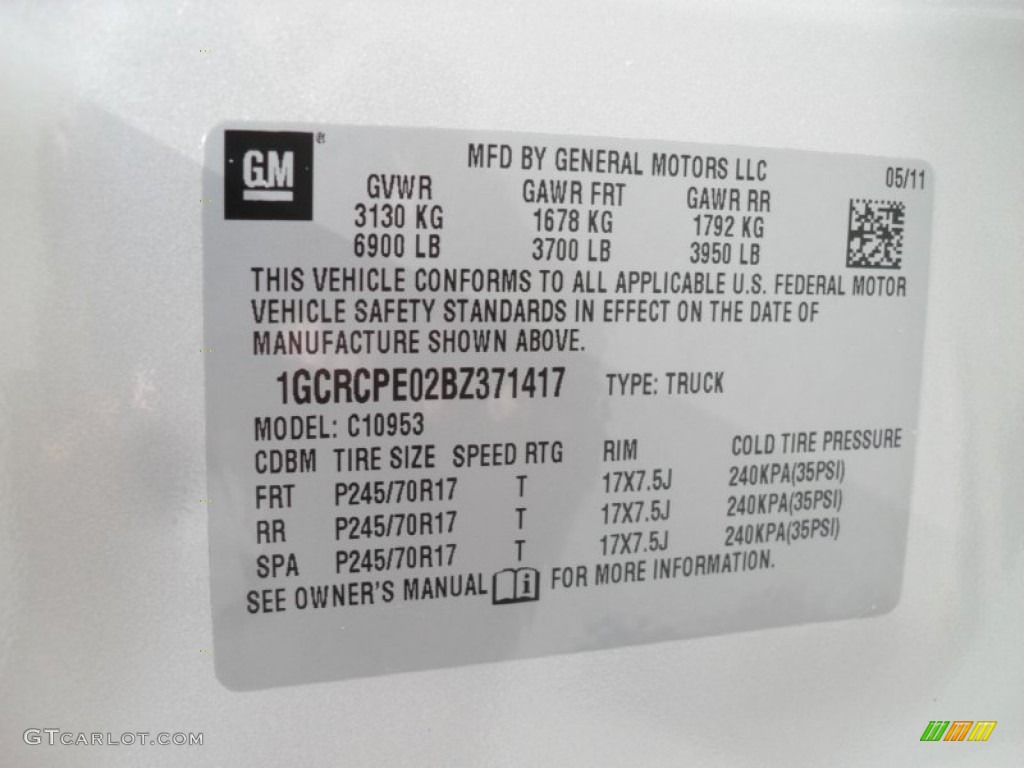 GM®
MFD BY GENERAL MOTORS LLC
05/11
GVWR GAWR FRT GAWR RR
3130 KG 1678 KG 1792 KG
6900 LB 3700 LB 3950 LB
THIS VEHICLE CONFORMS TO ALL APPLICABLE U.S. FEDERAL MOTOR
VEHICLE SAFETY STANDARDS IN EFFECT ON THE DATE OF
MANUFACTURE SHOWN ABOVE.
1GCRCPE02BZ371417 TYPE: TRUCK
MODEL: C10953
CDBM TIRE SIZE SPEED RTG RIM COLD TIRE PRESSURE
FRT P245/70R17 T 17X7.5J 240KPA(35PSI)
RR P245/70R17 T 17X7.5J 240KPA(35PSI)
SPA P245/70R17 T 17X7.5J 240KPA(35PSI)
SEE OWNER'S MANUAL i FOR MORE INFORMATION.
GTCARLOT.COM